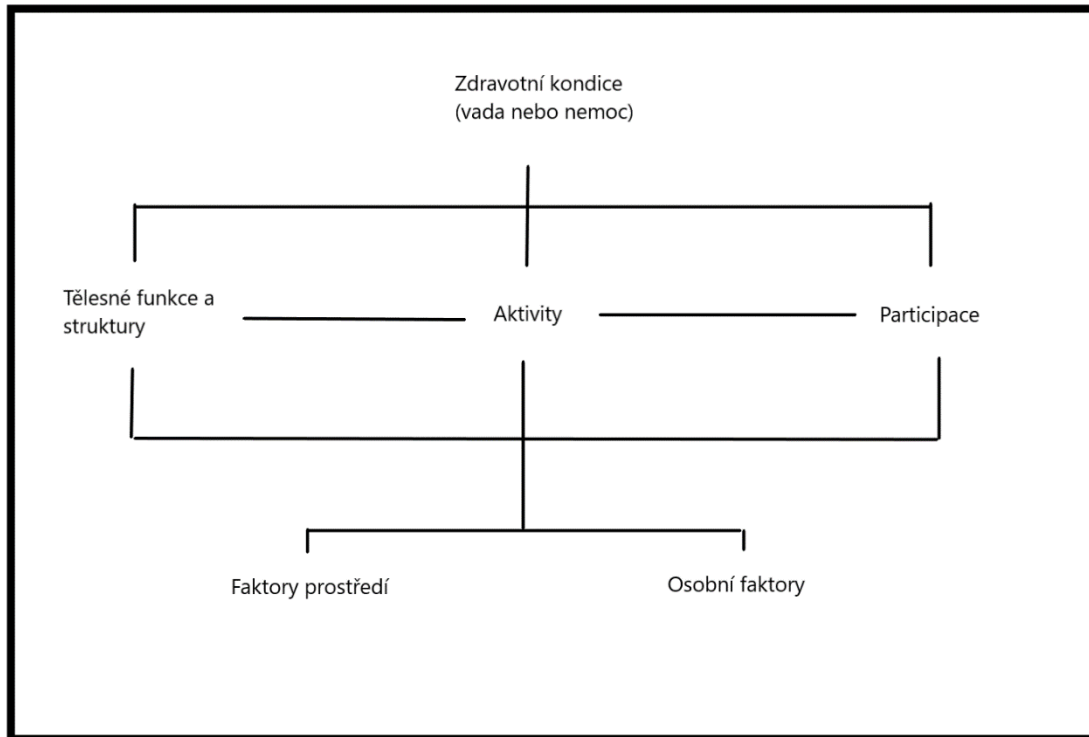 Zdravotní kondice
(vada nebo nemoc)
Tělesné funkce a
struktury
Aktivity
Participace
Faktory prostředí
Osobní faktory